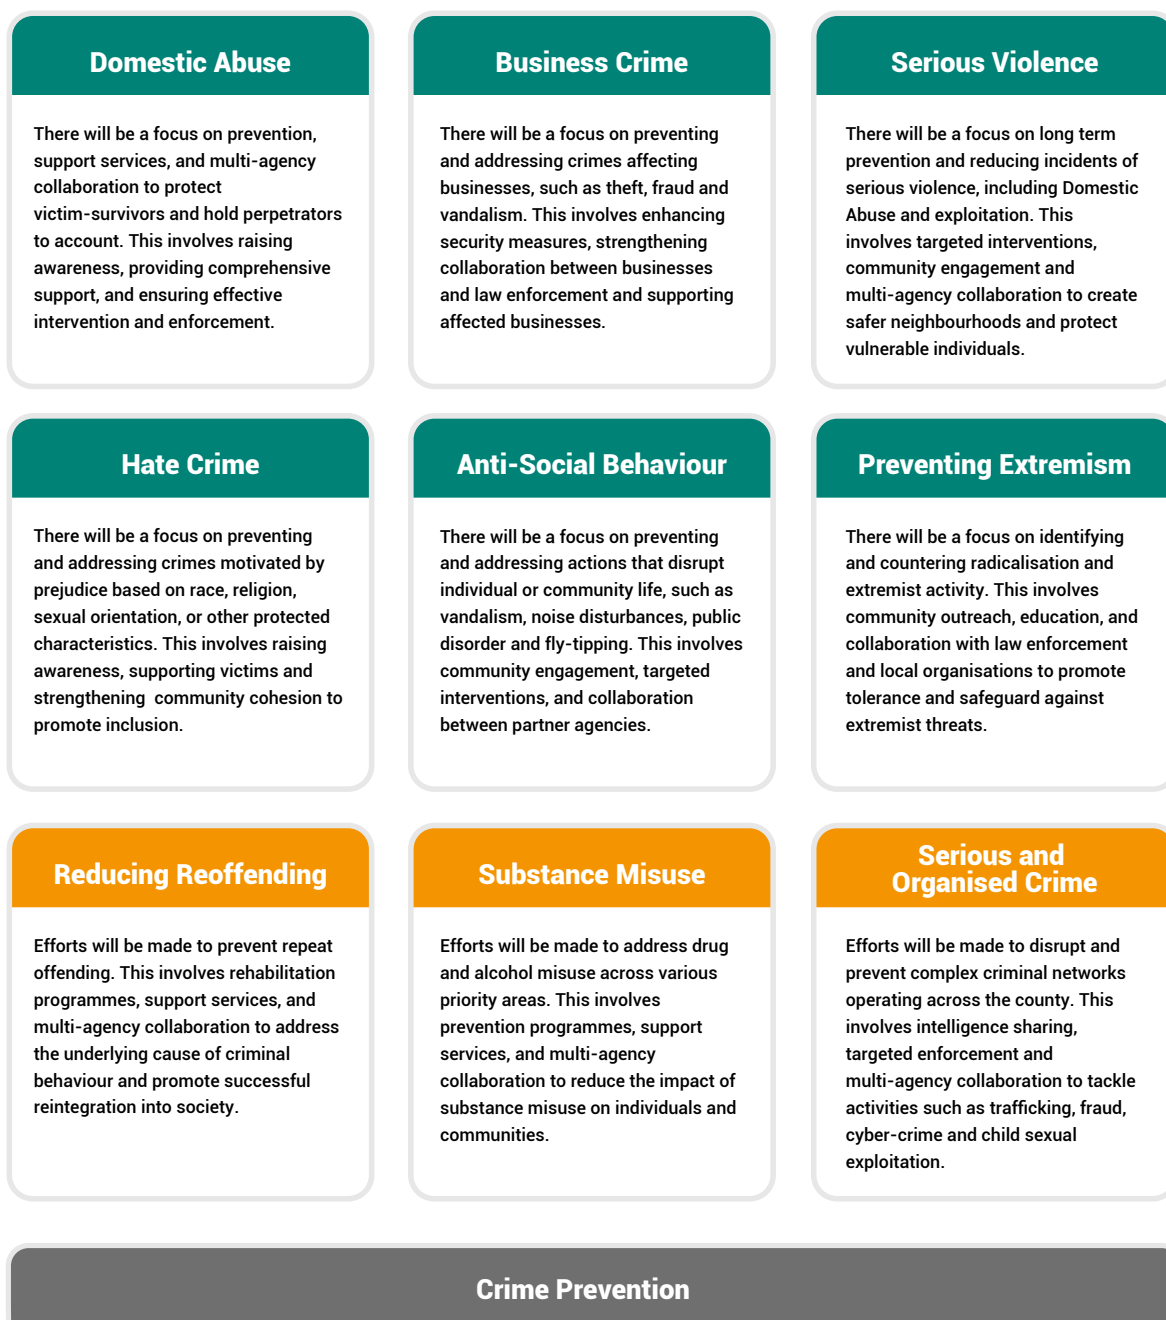 Domestic Abuse
There will be a focus on prevention,
support services, and multi-agency
collaboration to protect
victim-survivors and hold perpetrators
to account. This involves raising
awareness, providing comprehensive
support, and ensuring effective
intervention and enforcement.
Business Crime
There will be a focus on preventing
and addressing crimes affecting
businesses, such as theft, fraud and
vandalism. This involves enhancing
security measures, strengthening
collaboration between businesses
and law enforcement and supporting
affected businesses.
Serious Violence
There will be a focus on long term
prevention and reducing incidents of
serious violence, including Domestic
Abuse and exploitation. This
involves targeted interventions,
community engagement and
multi-agency collaboration to create
safer neighbourhoods and protect
vulnerable individuals.
Hate Crime
There will be a focus on preventing
and addressing crimes motivated by
prejudice based on race, religion,
sexual orientation, or other protected
characteristics. This involves raising
awareness, supporting victims and
strengthening  community cohesion to
promote inclusion.
Anti-Social Behaviour
There will be a focus on preventing
and addressing actions that disrupt
individual or community life, such as
vandalism, noise disturbances, public
disorder and fly-tipping. This involves
community engagement, targeted
interventions, and collaboration
between partner agencies.
Preventing Extremism
There will be a focus on identifying
and countering radicalisation and
extremist activity. This involves
community outreach, education, and
collaboration with law enforcement
and local organisations to promote
tolerance and safeguard against
extremist threats.
Reducing Reoffending
Efforts will be made to prevent repeat
offending. This involves rehabilitation
programmes, support services, and
multi-agency collaboration to address
the underlying cause of criminal
behaviour and promote successful
reintegration into society.
Substance Misuse
Efforts will be made to address drug
and alcohol misuse across various
priority areas. This involves
prevention programmes, support
services, and multi-agency
collaboration to reduce the impact of
substance misuse on individuals and
communities.
Serious and
Organised Crime
Efforts will be made to disrupt and
prevent complex criminal networks
operating across the county. This
involves intelligence sharing,
targeted enforcement and
multi-agency collaboration to tackle
activities such as trafficking, fraud,
cyber-crime and child sexual
exploitation.
Crime Prevention